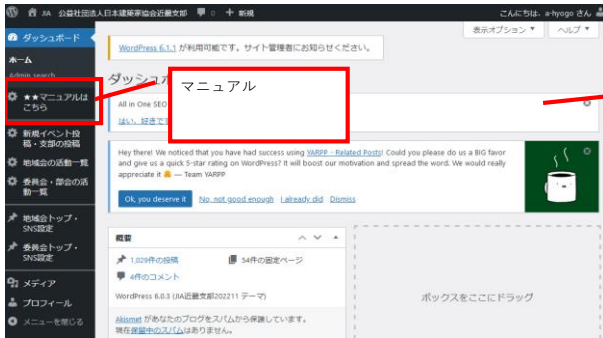 JIA 公益社団法人日本建築家協会近畿支部 0 + 新規
こんにちは、a-hyogo さん
ダッシュボード
表示オプション ▼
ヘルプ ▼
WordPress 6.1.1 が利用可能です。サイト管理者にお知らせください。
ホーム
Admin search
ダッシュボ
マニュアル
★★マニュアルは
こちら
All in One SEO
はい、好きです
新規イベント投
稿・支部の投稿
地域会の活動一覧
委員会・部会の活
動一覧
Hey there! We noticed that you have had success using YARPP - Related Posts! Could you please do us a BIG favor
and give us a quick 5-star rating on WordPress? It will boost our motivation and spread the word. We would really
appreciate it — Team YARPP
Ok, you deserve it
No, not good enough
I already did
Dismiss
地域会トップ・
SNS設定
委員会トップ・
SNS設定
メディア
プロフィール
メニューを閉じる
概要
1,029件の投稿
54件の固定ページ
4件のコメント
WordPress 6.0.3 (JIA近畿支部202211 テーマ)
Akismet があなたのブログをスパムから保護しています。
現在保留中のスパムはありません。
ボックスをここにドラッグ